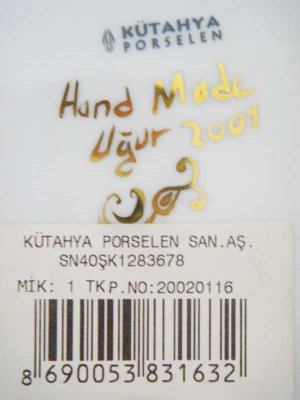 KÜTAHYA
PORSELEN
Hand Made
Uğur 2001
KÜTAHYA PORSELEN SAN.AŞ.
SN40ŞK1283678
MİK: 1 TKP.NO:20020116
8 690053 831632